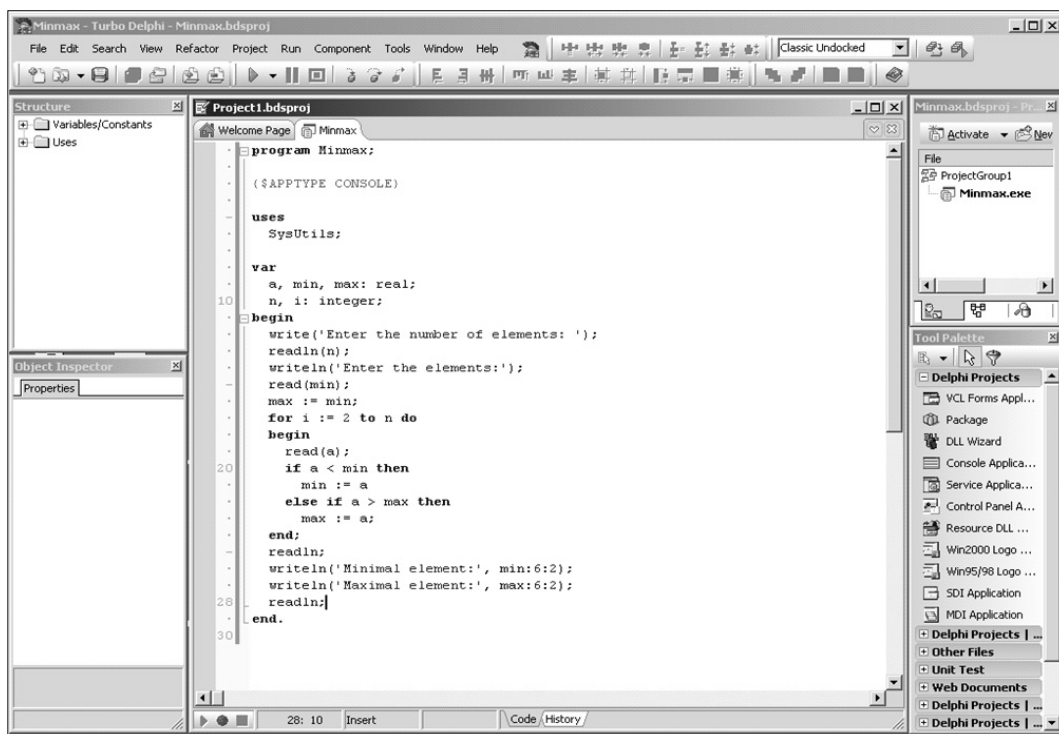 Minmax - Turbo Delphi - Minmax.bdsproj
File Edit Search View Refactor Project Run Component Tools Window Help
Classic Undocked
Structure
Variables/Constants
Uses
Object Inspector
Properties
Project1.bdsproj
Welcome Page Minmax
program Minmax;
($APPTYPE CONSOLE)
uses
SysUtils;
var
a, min, max: real;
10 n, i: integer;
begin
write('Enter the number of elements: ');
readln(n);
writeln('Enter the elements:');
read(min);
max := min;
for i := 2 to n do
begin
read(a);
20 if a < min then
min := a
else if a > max then
max := a;
end;
readln;
writeln('Minimal element:', min:6:2);
writeln('Maximal element:', max:6:2);
28 readln;
end.
30
28: 10 Insert Code History
Minmax.bdsproj - Pr...
Activate New
File
ProjectGroup1
Minmax.exe
Tool Palette
Delphi Projects
VCL Forms Appl...
Package
DLL Wizard
Console Applica...
Service Applica...
Control Panel A...
Resource DLL ...
Win2000 Logo ...
Win95/98 Logo ...
SDI Application
MDI Application
Delphi Projects | ...
Other Files
Unit Test
Web Documents
Delphi Projects | ...
Delphi Projects | ...